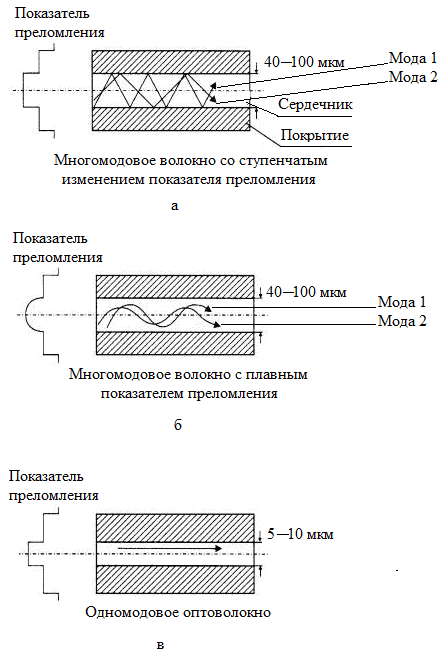 Показатель
преломления
40—100 мкм
Мода 1
Мода 2
Сердечник
Покрытие
Многомодовое волокно со ступенчатым
изменением показателя преломления
а
Показатель
преломления
40—100 мкм
Мода 1
Мода 2
Многомодовое волокно с плавным
показателем преломления
б
Показатель
преломления
5—10 мкм
Одномодовое оптоволокно
в